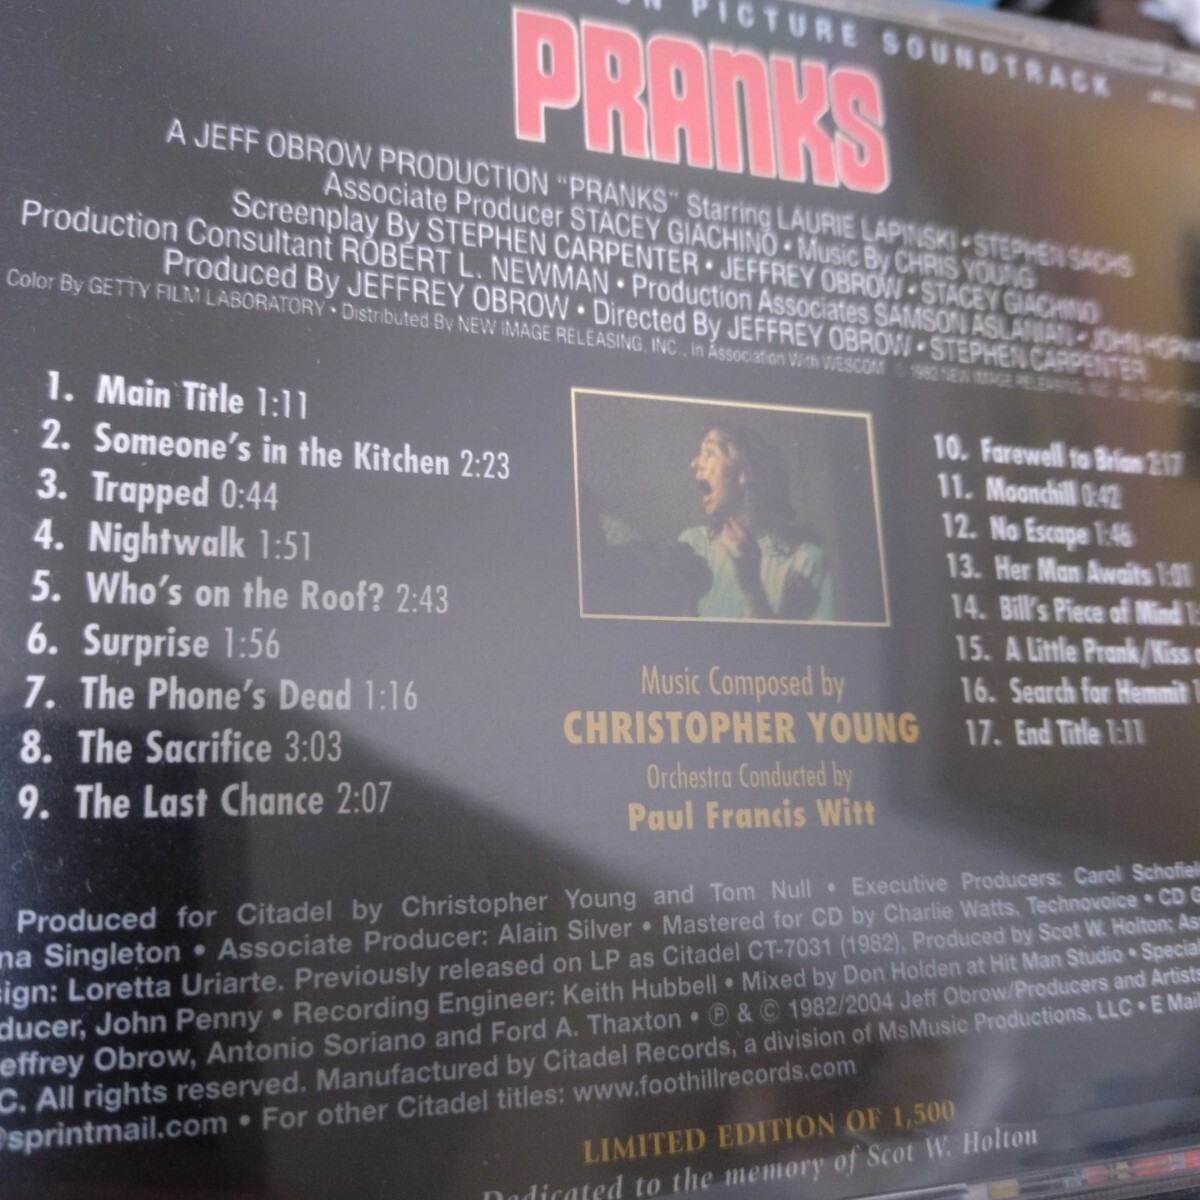 PICTURE SOUNDTRACK
PRANKS
A JEFF OBROW PRODUCTION "PRANKS" Starring LAURIE LAPINSKI • STEPHEN SACHS
Associate Producer STACEY GIACHINO • Music By CHRIS YOUNG
Screenplay By STEPHEN CARPENTER • JEFFREY OBROW • STACEY GIACHINO
Production Consultant ROBERT L. NEWMAN • Production Associates SAMSON ASLANIAN • JOHN
Produced By JEFFREY OBROW • Directed By JEFFREY OBROW • STEPHEN CARPENTER
Color By GETTY FILM LABORATORY • Distributed By NEW IMAGE RELEASING, INC., In Association With WESCOM © 1982 NEW IMAGE RELEASING
1. Main Title 1:11
2. Someone's in the Kitchen 2:23
3. Trapped 0:44
4. Nightwalk 1:51
5. Who's on the Roof? 2:43
6. Surprise 1:56
7. The Phone's Dead 1:16
8. The Sacrifice 3:03
9. The Last Chance 2:07
Music Composed by
CHRISTOPHER YOUNG
Orchestra Conducted by
Paul Francis Witt
10. Farewell to Brian 2:17
11. Moonchill 0:42
12. No Escape 1:46
13. Her Man Awaits 1:01
14. Bill's Piece of Mind
15. A Little Prank/Kiss
16. Search for Hemmit
17. End Title 1:11
Produced for Citadel by Christopher Young and Tom Null • Executive Producers: Carol Schofield
na Singleton • Associate Producer: Alain Silver • Mastered for CD by Charlie Watts, Technovoice • CD
sign: Loretta Uriarte. Previously released on LP as Citadel CT-7031 (1982), Produced by Scot W. Holton; As
ducer, John Penny • Recording Engineer: Keith Hubbell • Mixed by Don Holden at Hit Man Studio • Special
effrey Obrow, Antonio Soriano and Ford A. Thaxton • ℗ & © 1982/2004 Jeff Obrow/Producers and Artist
C. All rights reserved. Manufactured by Citadel Records, a division of MsMusic Productions, LLC • E Ma
@sprintmail.com • For other Citadel titles: www.foothillrecords.com
LIMITED EDITION OF 1,500
Dedicated to the memory of Scot W. Holton